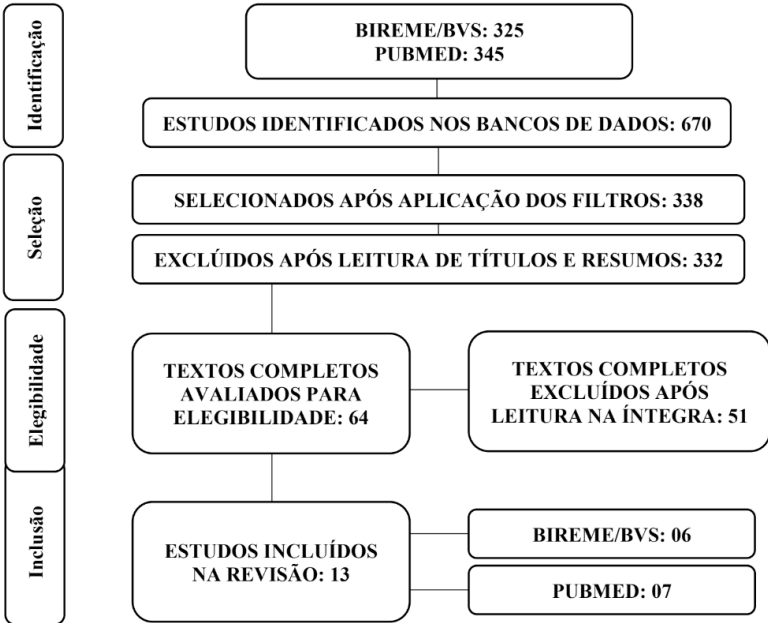 Identificação
BIREME/BVS: 325
PUBMED: 345
ESTUDOS IDENTIFICADOS NOS BANCOS DE DADOS: 670
Seleção
SELECIONADOS APÓS APLICAÇÃO DOS FILTROS: 338
EXCLÚIDOS APÓS LEITURA DE TÍTULOS E RESUMOS: 332
Elegibilidade
TEXTOS COMPLETOS
AVALIADOS PARA
ELEGIBILIDADE: 64
TEXTOS COMPLETOS
EXCLUÍDOS APÓS
LEITURA NA ÍNTEGRA: 51
Inclusão
ESTUDOS INCLUÍDOS
NA REVISÃO: 13
BIREME/BVS: 06
PUBMED: 07